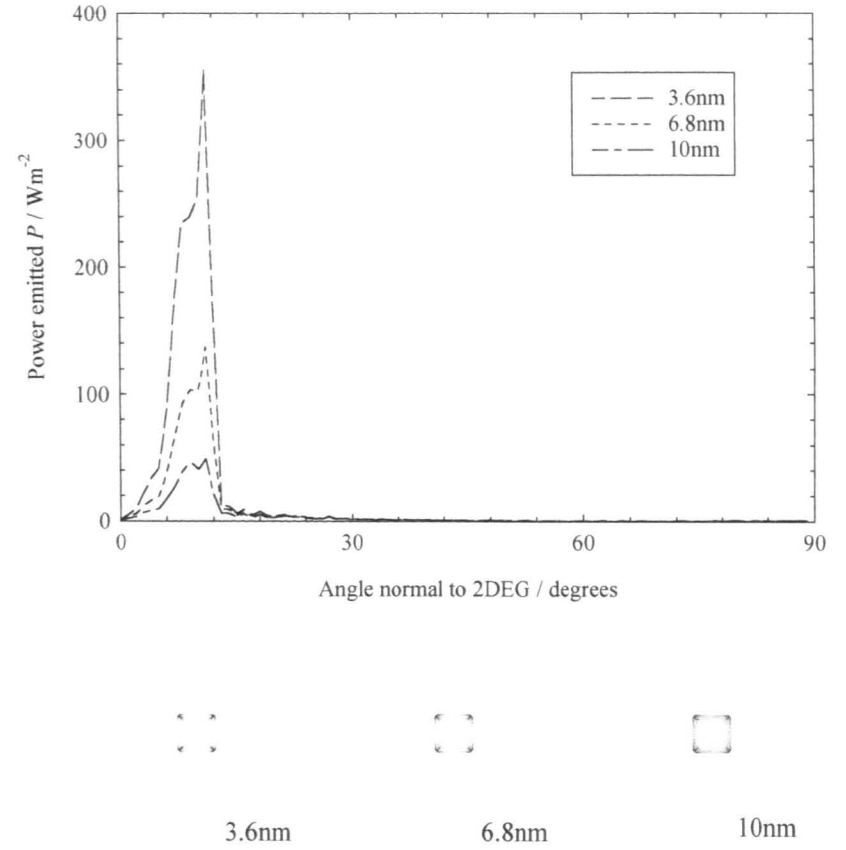 400
300
200
100
0
Power emitted P / Wm⁻²
3.6nm
6.8nm
10nm
0 30 60 90
Angle normal to 2DEG / degrees
3.6nm 6.8nm 10nm